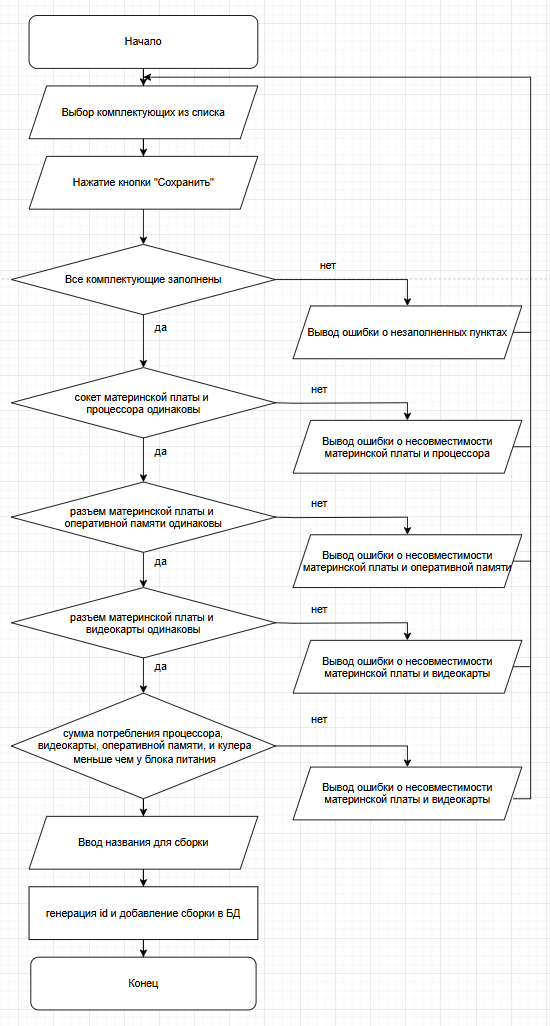 Начало
Выбор комплектующих из списка
Нажатие кнопки "Сохранить"
Все комплектующие заполнены
нет
Вывод ошибки о незаполненных пунктах
да
сокет материнской платы и
процессора одинаковы
нет
Вывод ошибки о несовместимости
материнской платы и процессора
да
разъем материнской платы и
оперативной памяти одинаковы
нет
Вывод ошибки о несовместимости
материнской платы и оперативной памяти
да
разъем материнской платы и
видеокарты одинаковы
нет
Вывод ошибки о несовместимости
материнской платы и видеокарты
да
сумма потребления процессора,
видеокарты, оперативной памяти, и кулера
меньше чем у блока питания
нет
Вывод ошибки о несовместимости
материнской платы и видеокарты
Ввод названия для сборки
генерация id и добавление сборки в БД
Конец